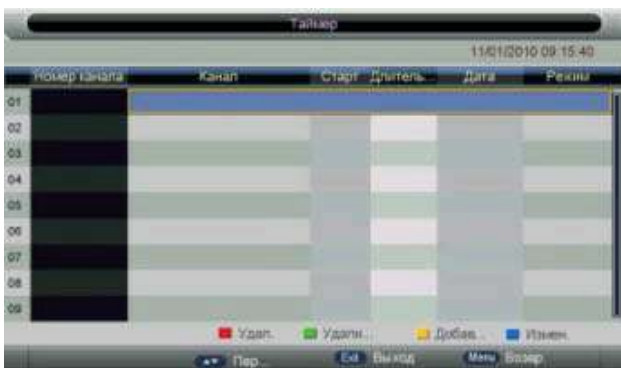 Таймер
11/01/2010 09:15:40
Номер канала Канал Старт Длитель... Дата Режим
01
02
03
04
05
06
07
08
09
Удал. Удали... Добав... Измен.
Пер... Exit Выход Menu Возвр.